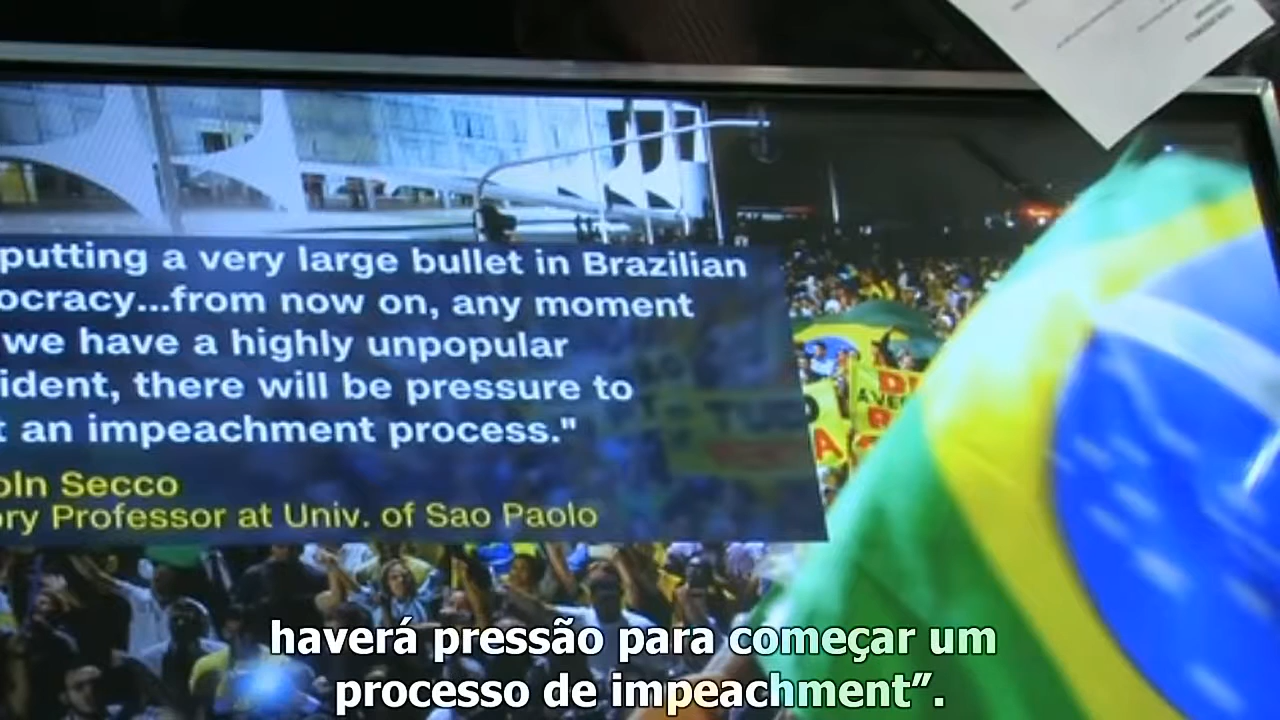 putting a very large bullet in Brazilian
ocracy...from now on, any moment
we have a highly unpopular
ident, there will be pressure to
t an impeachment process."
oln Secco
ory Professor at Univ. of Sao Paolo
haverá pressão para começar um
processo de impeachment”.